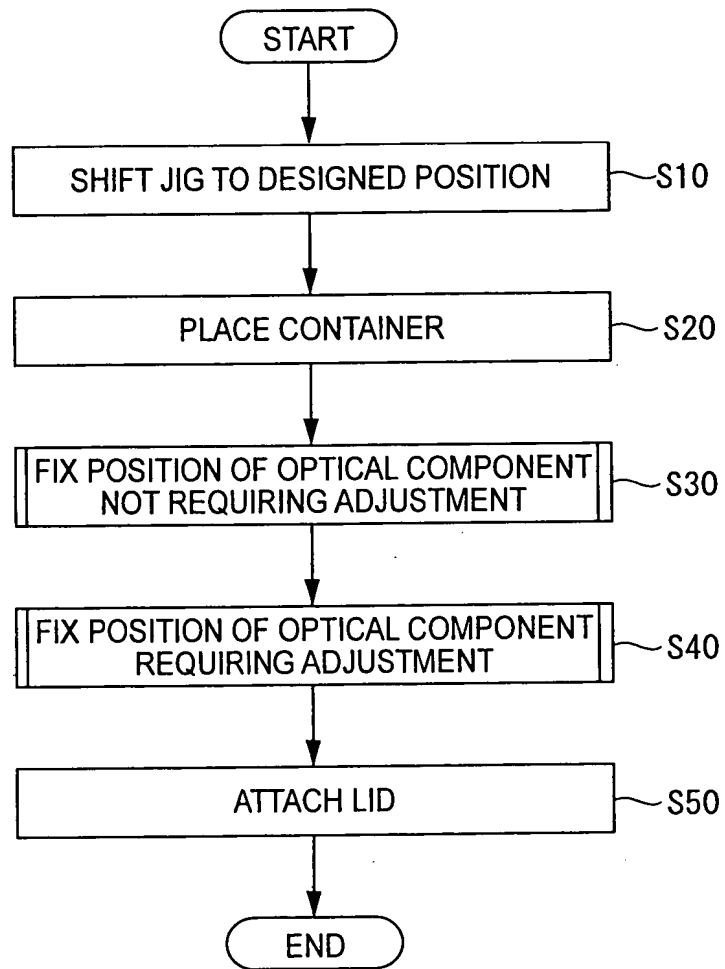 START
SHIFT JIG TO DESIGNED POSITION
S10
PLACE CONTAINER
S20
FIX POSITION OF OPTICAL COMPONENT
NOT REQUIRING ADJUSTMENT
S30
FIX POSITION OF OPTICAL COMPONENT
REQUIRING ADJUSTMENT
S40
ATTACH LID
S50
END